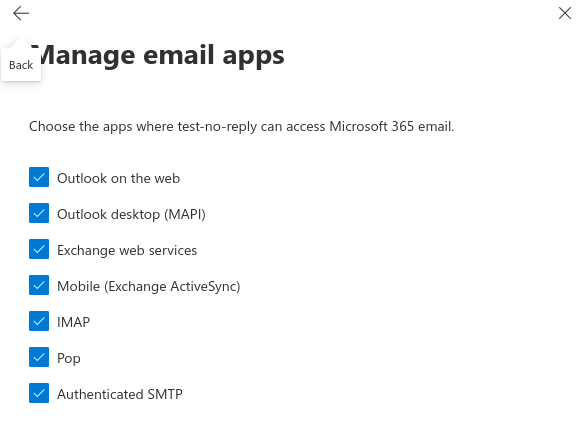 Manage email apps
Back
Choose the apps where test-no-reply can access Microsoft 365 email.
Outlook on the web
Outlook desktop (MAPI)
Exchange web services
Mobile (Exchange ActiveSync)
IMAP
Pop
Authenticated SMTP